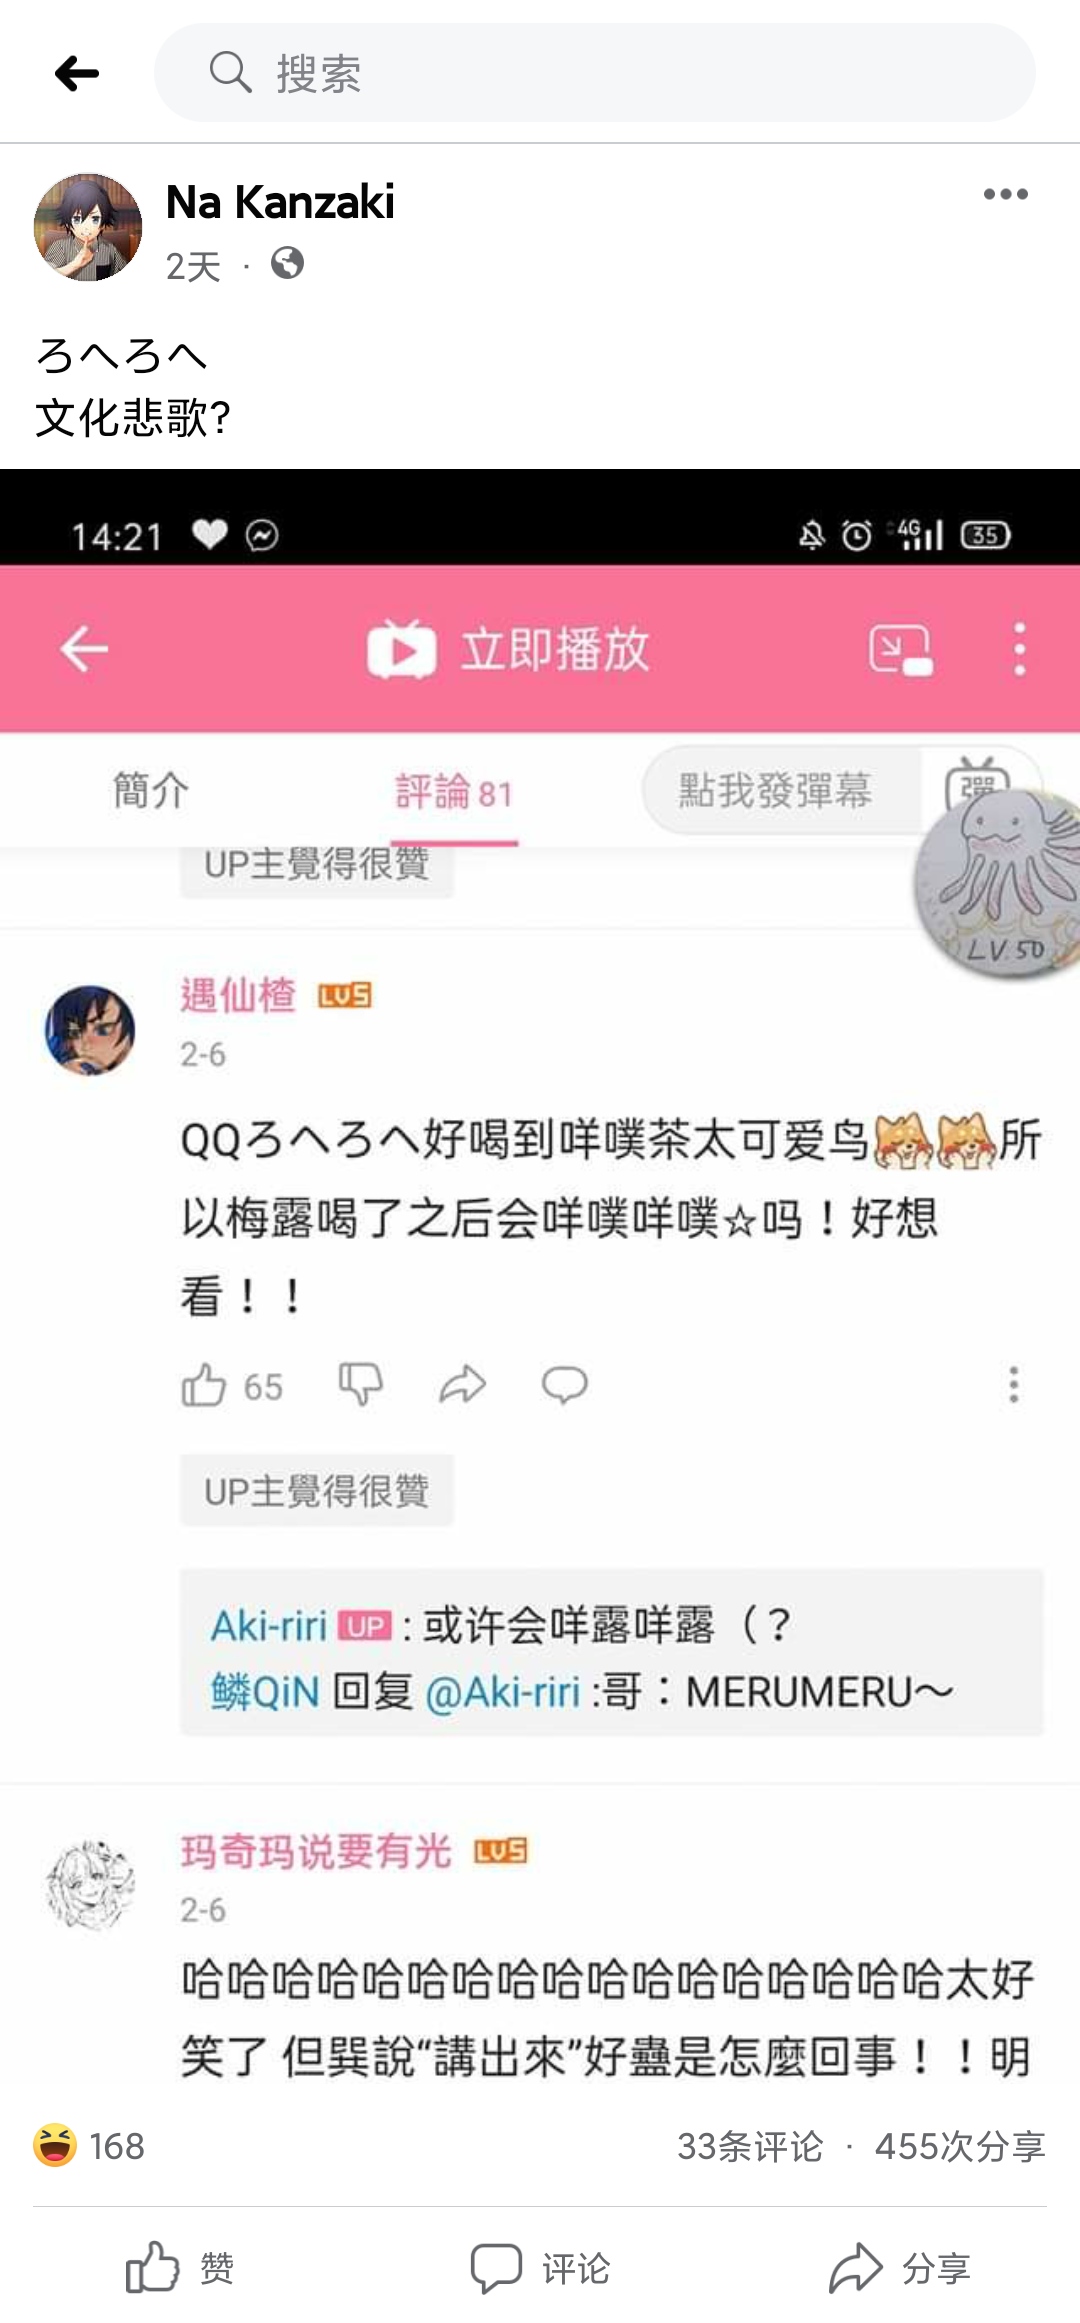 搜索
Na Kanzaki
2天 ·
ろへろへ
文化悲歌?
14:21 4G 35
立即播放
簡介 評論 81 點我發彈幕 彈
UP主覺得很贊
LV.50
遇仙楂 LV5
2-6
QQろへろへ好喝到咩噗茶太可爱鸟所
以梅露喝了之后会咩噗咩噗☆吗！好想
看！！
65
UP主覺得很贊
Aki-riri UP : 或许会咩露咩露（？
鳞QiN 回复 @Aki-riri :哥：MERUMERU～
玛奇玛说要有光 LV5
2-6
哈哈哈哈哈哈哈哈哈哈哈哈哈哈哈哈哈太好
笑了 但巽說“講出來”好蠱是怎麼回事！！明
168 33条评论 · 455次分享
赞 评论 分享